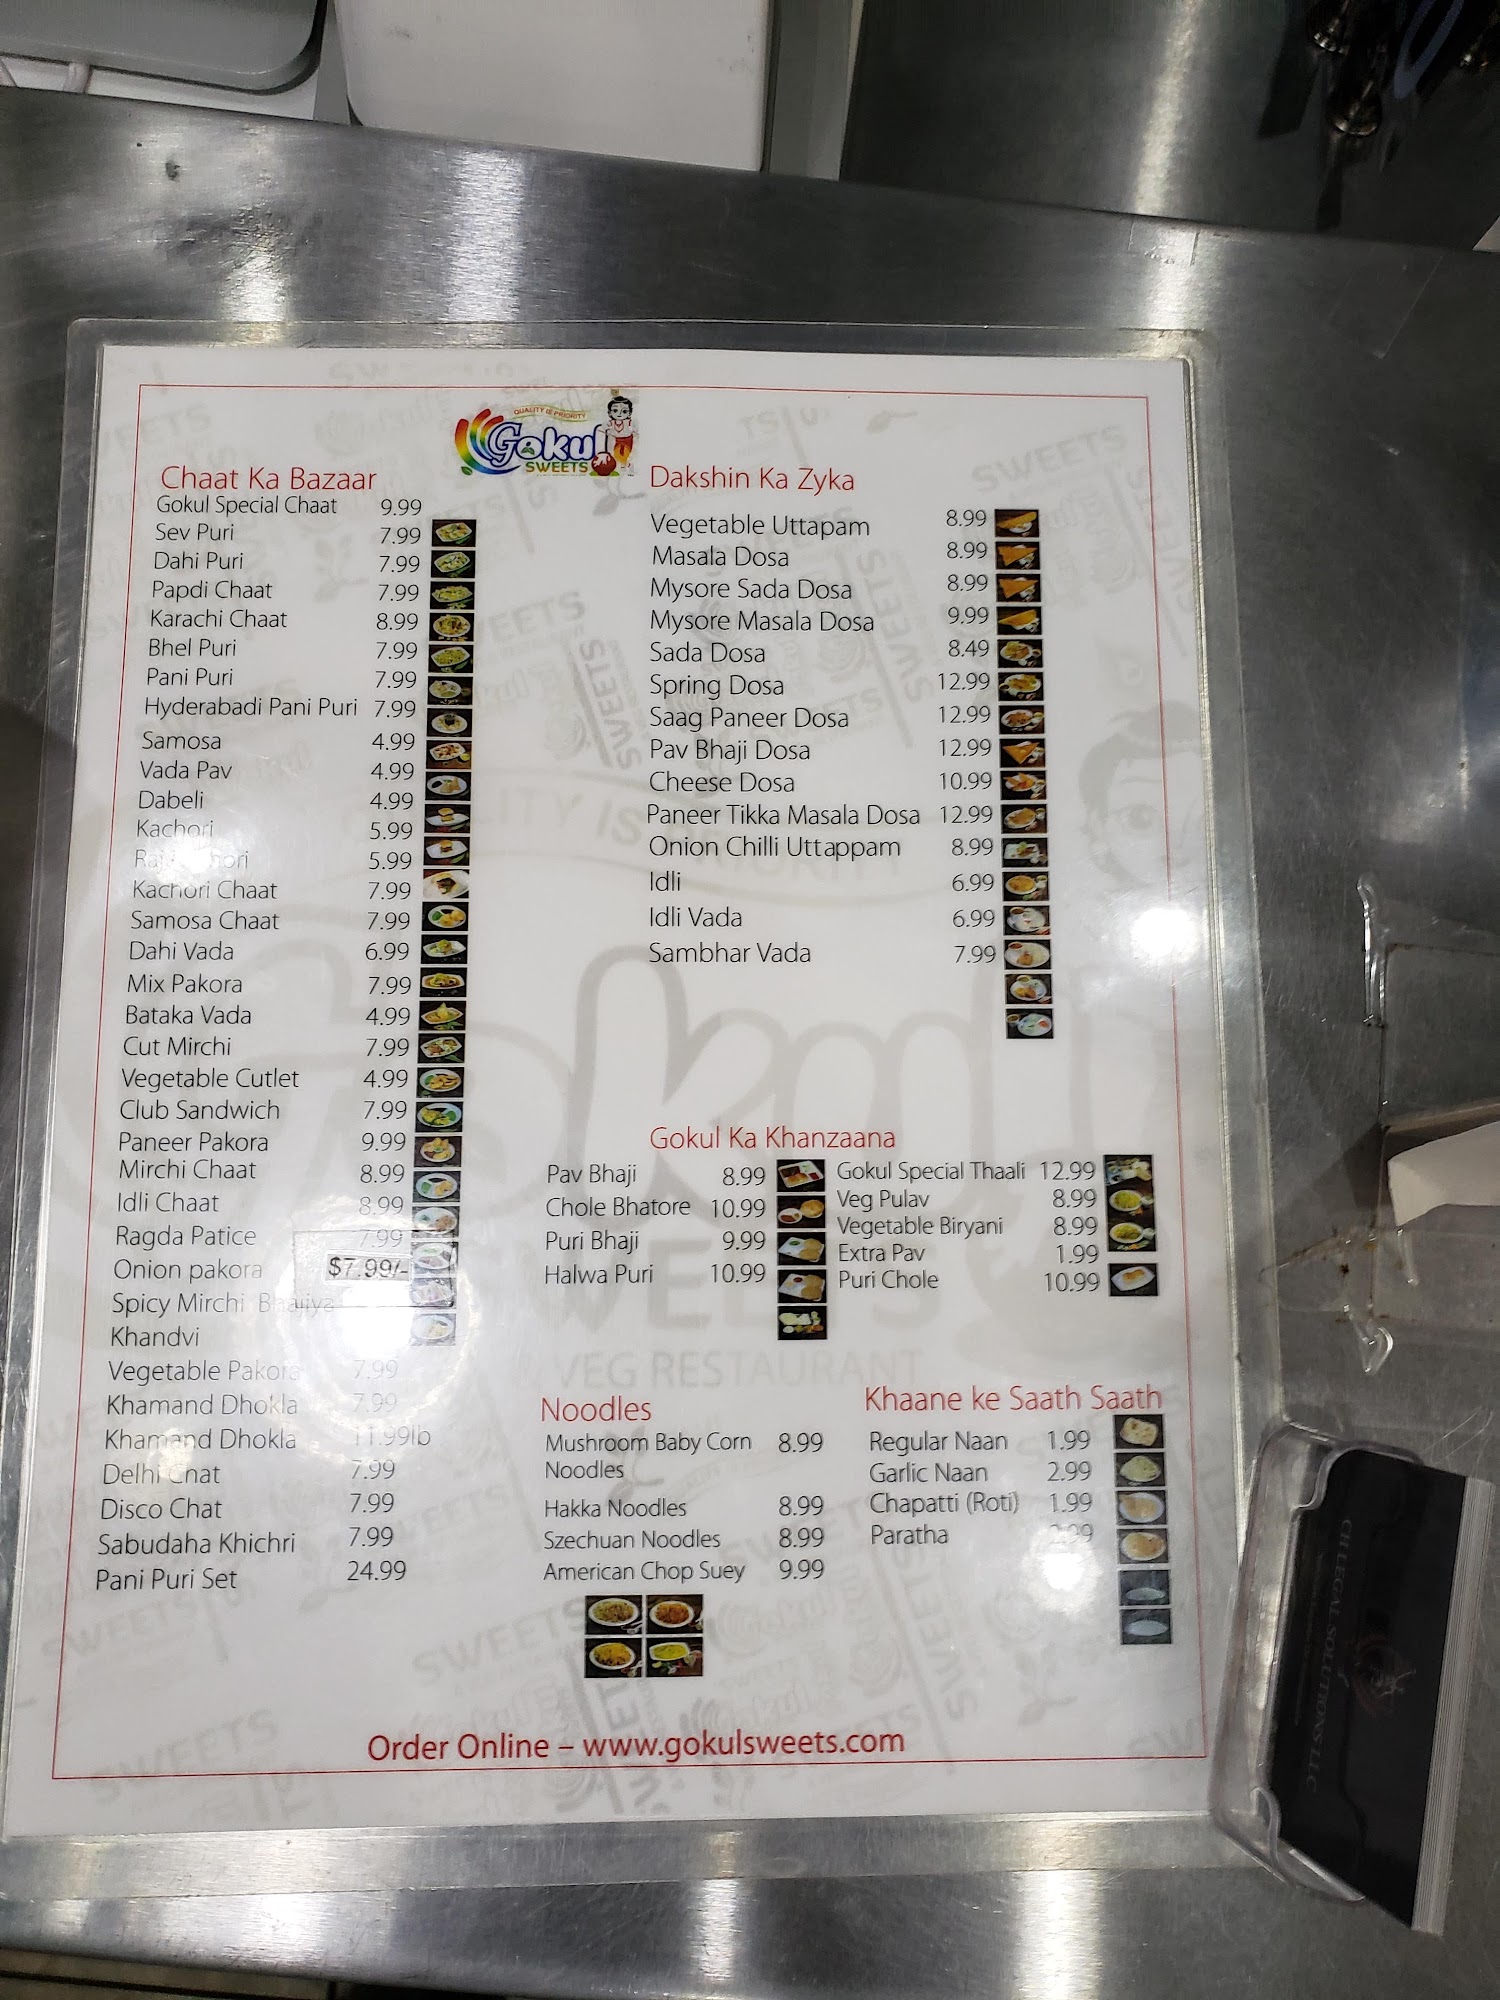 QUALITY IS PRIORITY
Gokul
SWEETS
Chaat Ka Bazaar
Gokul Special Chaat 9.99
Sev Puri 7.99
Dahi Puri 7.99
Papdi Chaat 7.99
Karachi Chaat 8.99
Bhel Puri 7.99
Pani Puri 7.99
Hyderabadi Pani Puri 7.99
Samosa 4.99
Vada Pav 4.99
Dabeli 4.99
Kachori 5.99
5.99
Kachori Chaat 7.99
Samosa Chaat 7.99
Dahi Vada 6.99
Mix Pakora 7.99
Bataka Vada 4.99
Cut Mirchi 7.99
Vegetable Cutlet 4.99
Club Sandwich 7.99
Paneer Pakora 9.99
Mirchi Chaat 8.99
Idli Chaat 8.99
Ragda Patice 7.99
Onion pakora $7.99/-
Spicy Mirchi Bhajiya
Khandvi
Vegetable Pakora 7.99
Khamand Dhokla 7.99
Khamand Dhokla 11.99lb
Delhi Chat 7.99
Disco Chat 7.99
Sabudaha Khichri 7.99
Pani Puri Set 24.99
Dakshin Ka Zyka
Vegetable Uttapam 8.99
Masala Dosa 8.99
Mysore Sada Dosa 8.99
Mysore Masala Dosa 9.99
Sada Dosa 8.49
Spring Dosa 12.99
Saag Paneer Dosa 12.99
Pav Bhaji Dosa 12.99
Cheese Dosa 10.99
Paneer Tikka Masala Dosa 12.99
Onion Chilli Uttappam 8.99
Idli 6.99
Idli Vada 6.99
Sambhar Vada 7.99
Gokul Ka Khanzaana
Pav Bhaji 8.99
Chole Bhatore 10.99
Puri Bhaji 9.99
Halwa Puri 10.99
Gokul Special Thaali 12.99
Veg Pulav 8.99
Vegetable Biryani 8.99
Extra Pav 1.99
Puri Chole 10.99
VEG RESTAURANT
Noodles
Mushroom Baby Corn 8.99
Noodles
Hakka Noodles 8.99
Szechuan Noodles 8.99
American Chop Suey 9.99
Khaane ke Saath Saath
Regular Naan 1.99
Garlic Naan 2.99
Chapatti (Roti) 1.99
Paratha 2.99
Order Online – www.gokulsweets.com